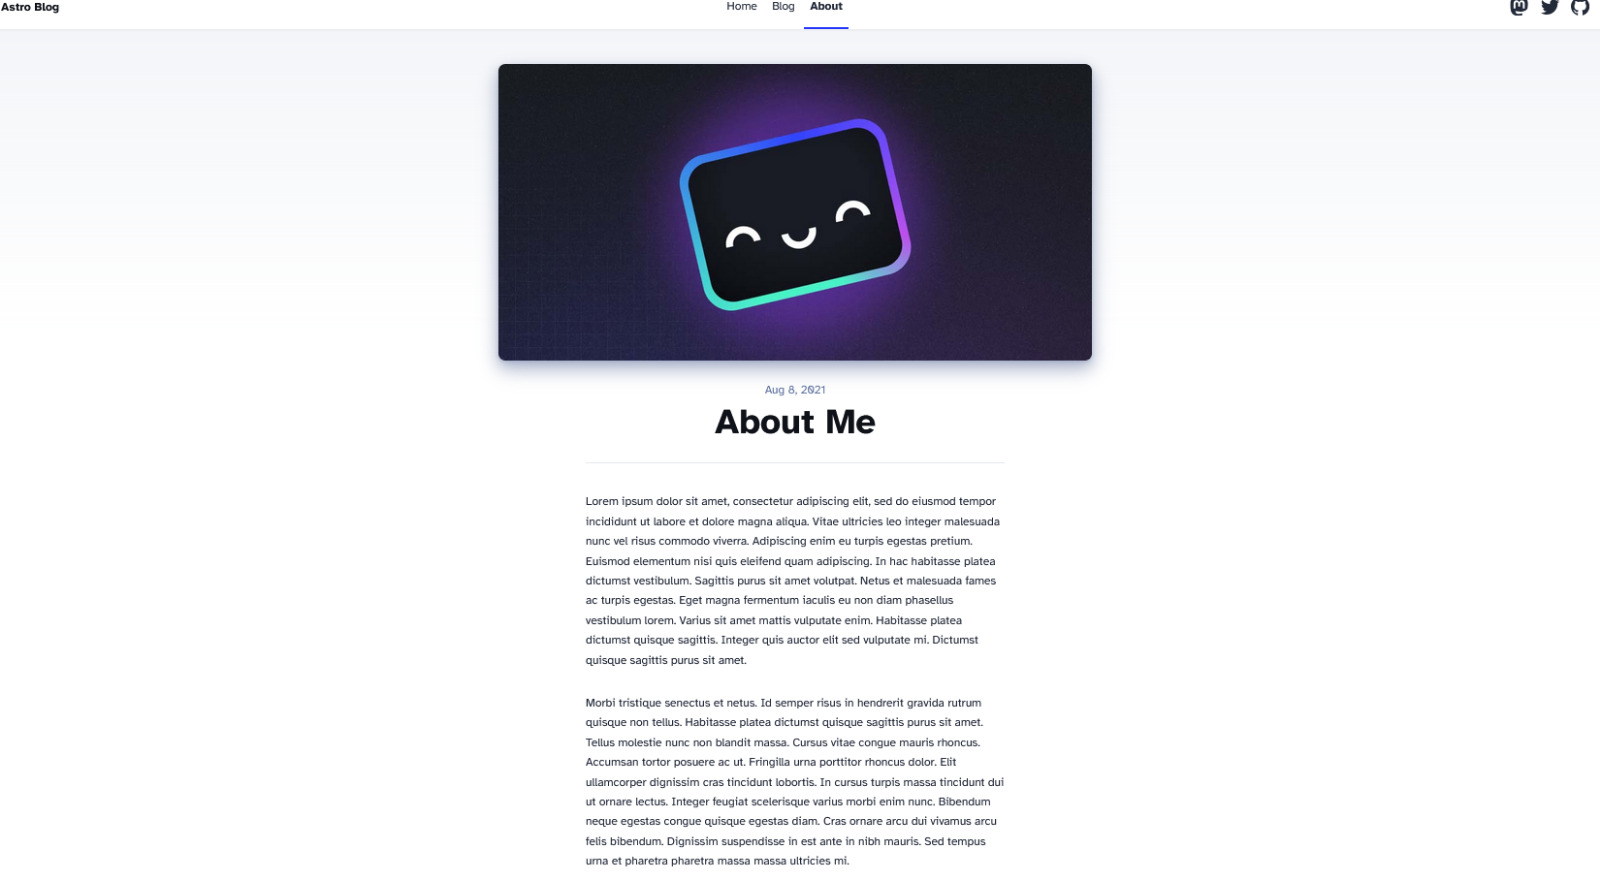 Astro Blog
Home Blog About
Aug 8, 2021
About Me
Lorem ipsum dolor sit amet, consectetur adipiscing elit, sed do eiusmod tempor
incididunt ut labore et dolore magna aliqua. Vitae ultricies leo integer malesuada
nunc vel risus commodo viverra. Adipiscing enim eu turpis egestas pretium.
Euismod elementum nisi quis eleifend quam adipiscing. In hac habitasse platea
dictumst vestibulum. Sagittis purus sit amet volutpat. Netus et malesuada fames
ac turpis egestas. Eget magna fermentum iaculis eu non diam phasellus
vestibulum lorem. Varius sit amet mattis vulputate enim. Habitasse platea
dictumst quisque sagittis. Integer quis auctor elit sed vulputate mi. Dictumst
quisque sagittis purus sit amet.
Morbi tristique senectus et netus. Id semper risus in hendrerit gravida rutrum
quisque non tellus. Habitasse platea dictumst quisque sagittis purus sit amet.
Tellus molestie nunc non blandit massa. Cursus vitae congue mauris rhoncus.
Accumsan tortor posuere ac ut. Fringilla urna porttitor rhoncus dolor. Elit
ullamcorper dignissim cras tincidunt lobortis. In cursus turpis massa tincidunt dui
ut ornare lectus. Integer feugiat scelerisque varius morbi enim nunc. Bibendum
neque egestas congue quisque egestas diam. Cras ornare arcu dui vivamus arcu
felis bibendum. Dignissim suspendisse in est ante in nibh mauris. Sed tempus
urna et pharetra pharetra massa massa ultricies mi.